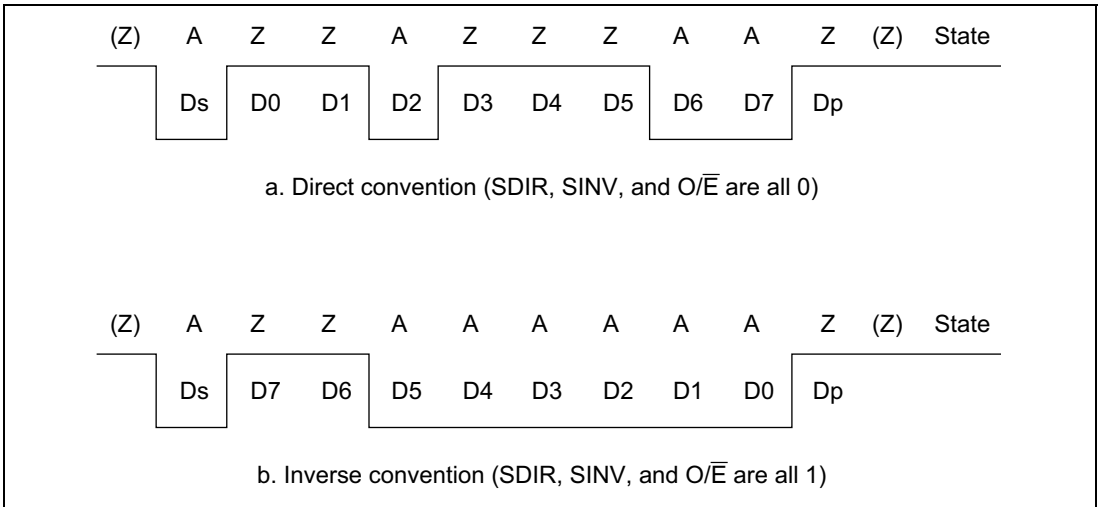 (Z) A Z Z A Z Z Z A A Z (Z) State
Ds D0 D1 D2 D3 D4 D5 D6 D7 Dp
a. Direct convention (SDIR, SINV, and O/E̅ are all 0)
(Z) A Z Z A A A A A A Z (Z) State
Ds D7 D6 D5 D4 D3 D2 D1 D0 Dp
b. Inverse convention (SDIR, SINV, and O/E̅ are all 1)